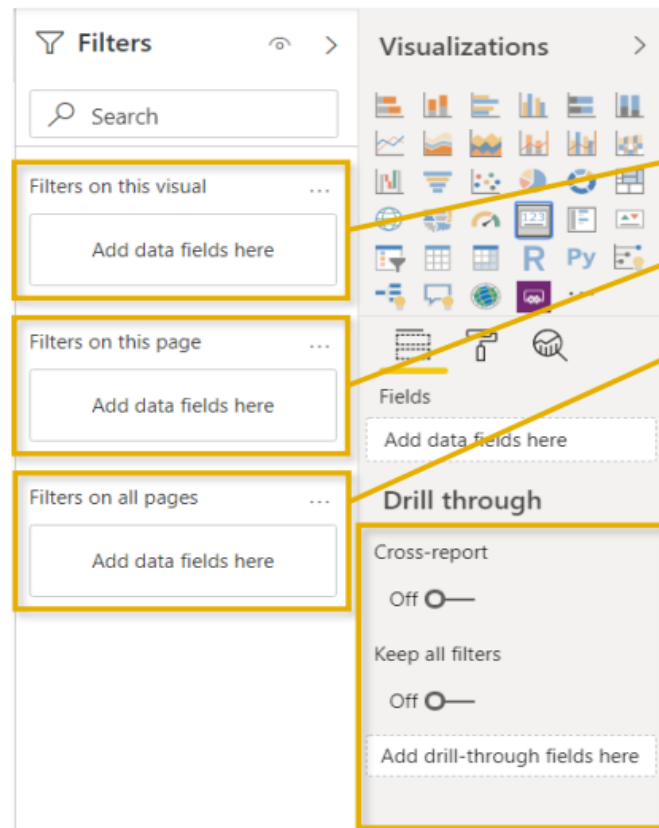 Filters
Search
Filters on this visual
...
Add data fields here
Filters on this page
...
Add data fields here
Filters on all pages
...
Add data fields here
Visualizations
123
R
Py
...
Fields
Add data fields here
Drill through
Cross-report
Off
Keep all filters
Off
Add drill-through fields here